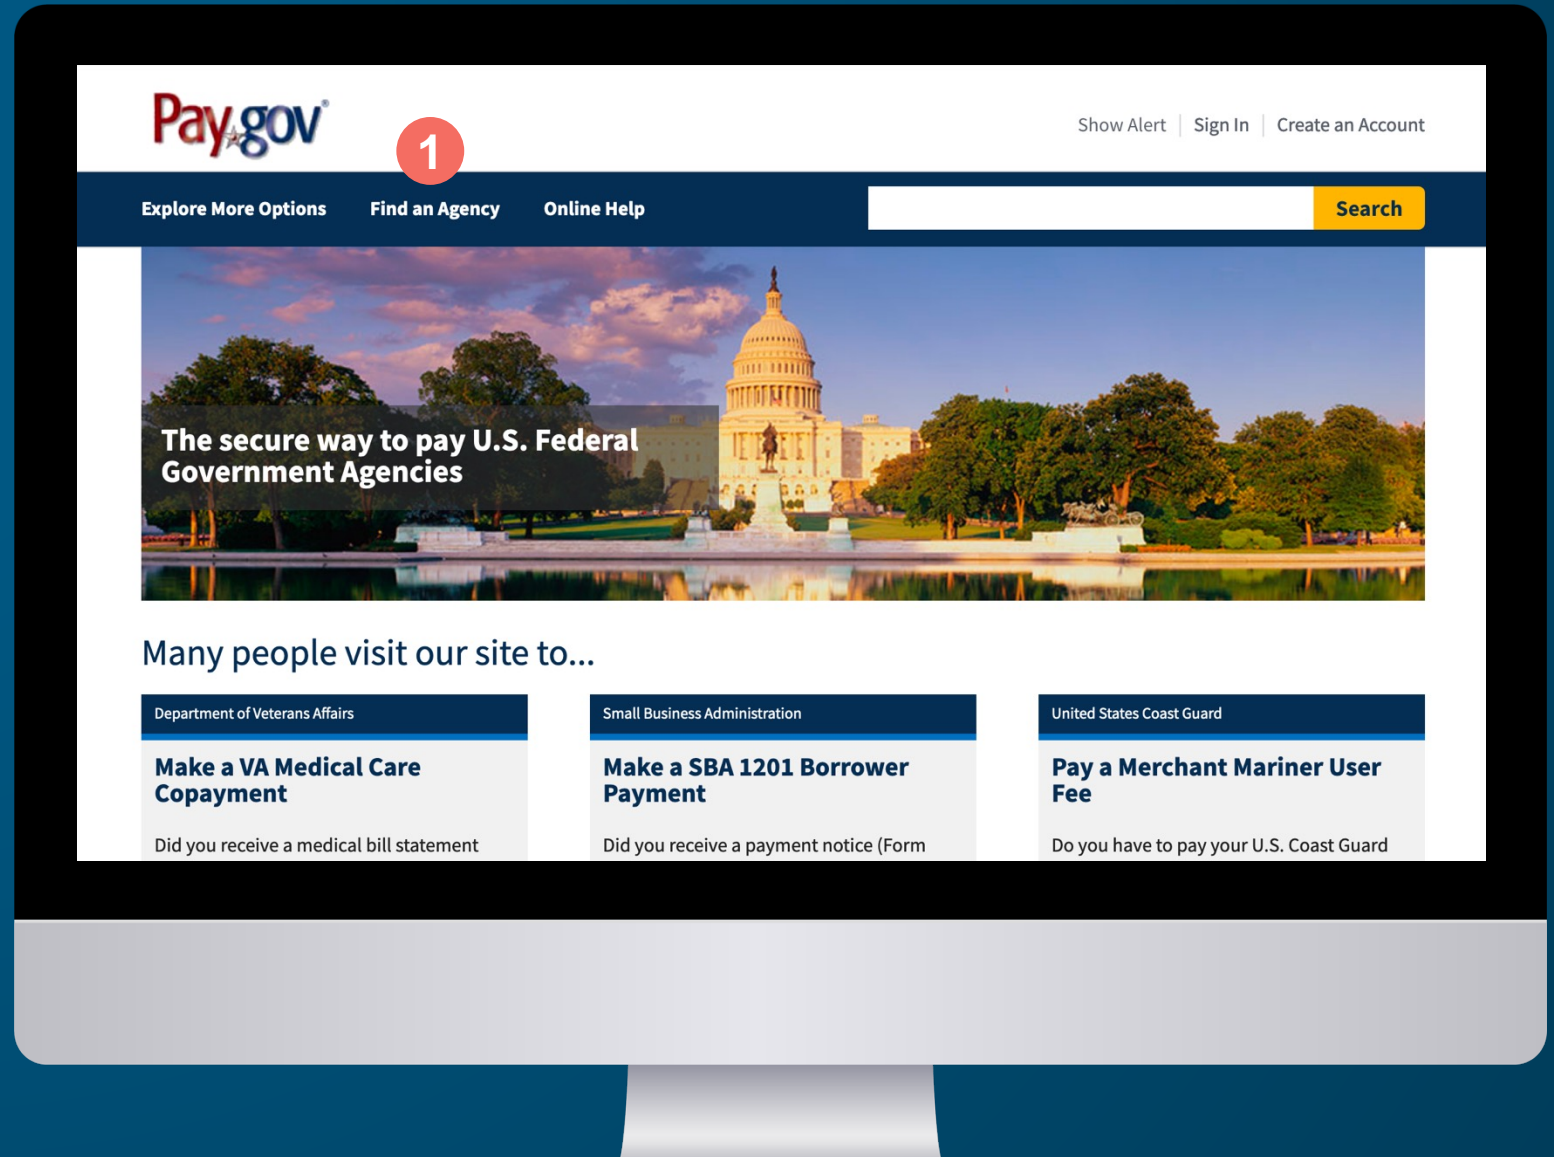 Pay.gov®
1
Show Alert
Sign In
Create an Account
Explore More Options
Find an Agency
Online Help
Search
The secure way to pay U.S. Federal
Government Agencies
Many people visit our site to...
Department of Veterans Affairs
Make a VA Medical Care
Copayment
Did you receive a medical bill statement
Small Business Administration
Make a SBA 1201 Borrower
Payment
Did you receive a payment notice (Form
United States Coast Guard
Pay a Merchant Mariner User
Fee
Do you have to pay your U.S. Coast Guard